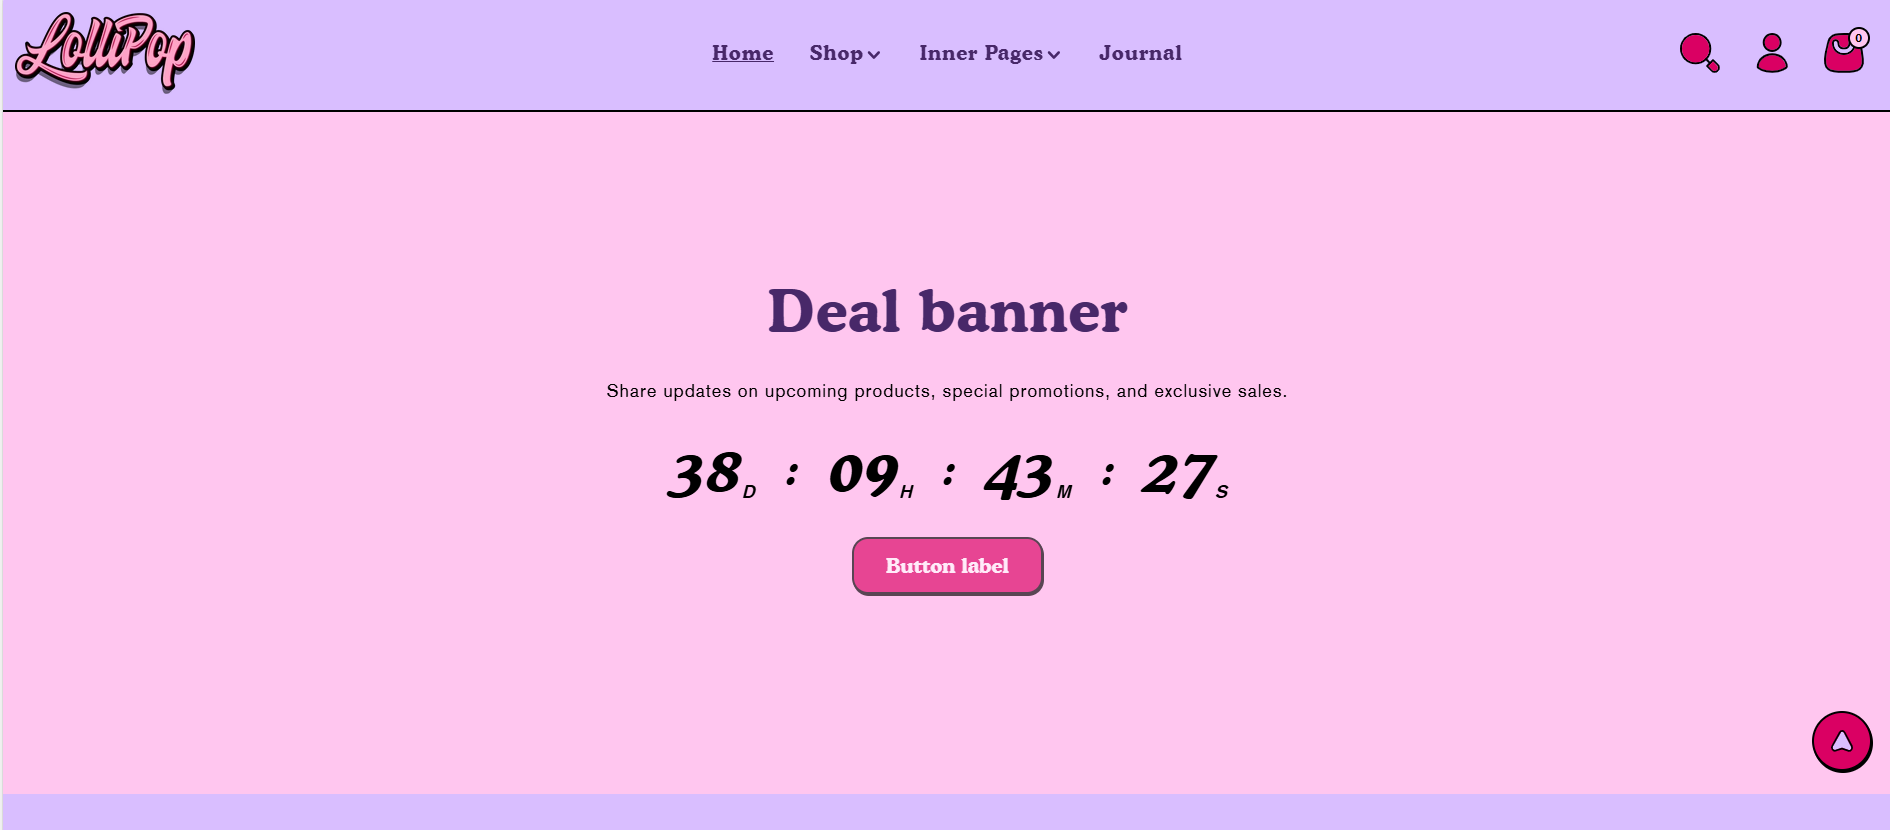 LolliPop
Home Shop Inner Pages Journal
0
Deal banner
Share updates on upcoming products, special promotions, and exclusive sales.
38D : 09H : 43M : 27S
Button label